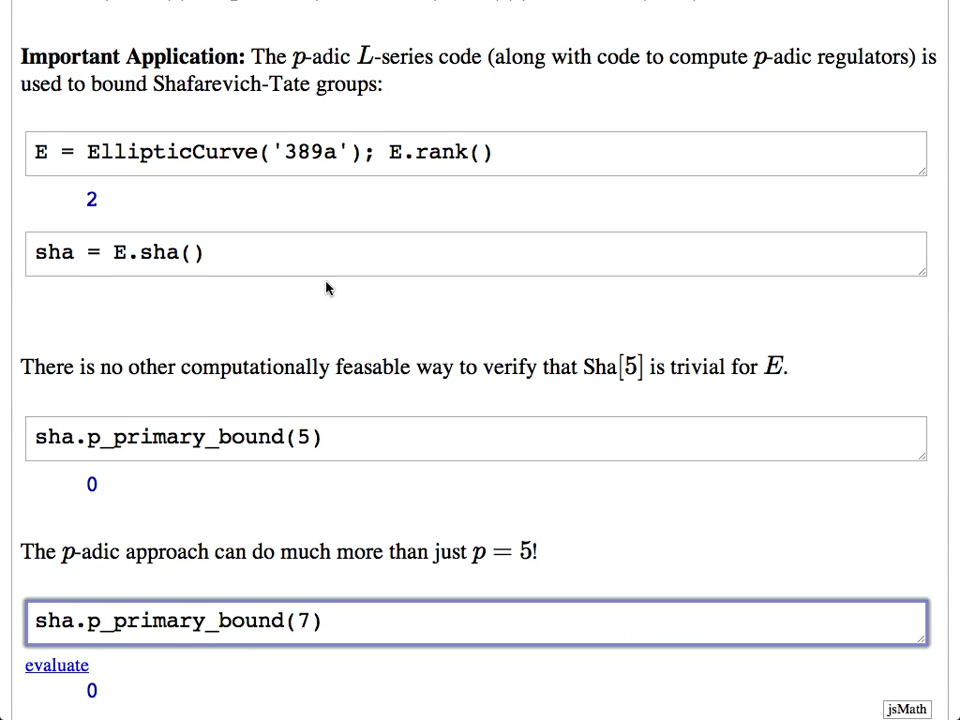 Important Application: The p-adic L-series code (along with code to compute p-adic regulators) is
used to bound Shafarevich-Tate groups:
E = EllipticCurve('389a'); E.rank()
2
sha = E.sha()
There is no other computationally feasable way to verify that Sha[5] is trivial for E.
sha.p_primary_bound(5)
0
The p-adic approach can do much more than just p = 5!
sha.p_primary_bound(7)
evaluate
0
jsMath